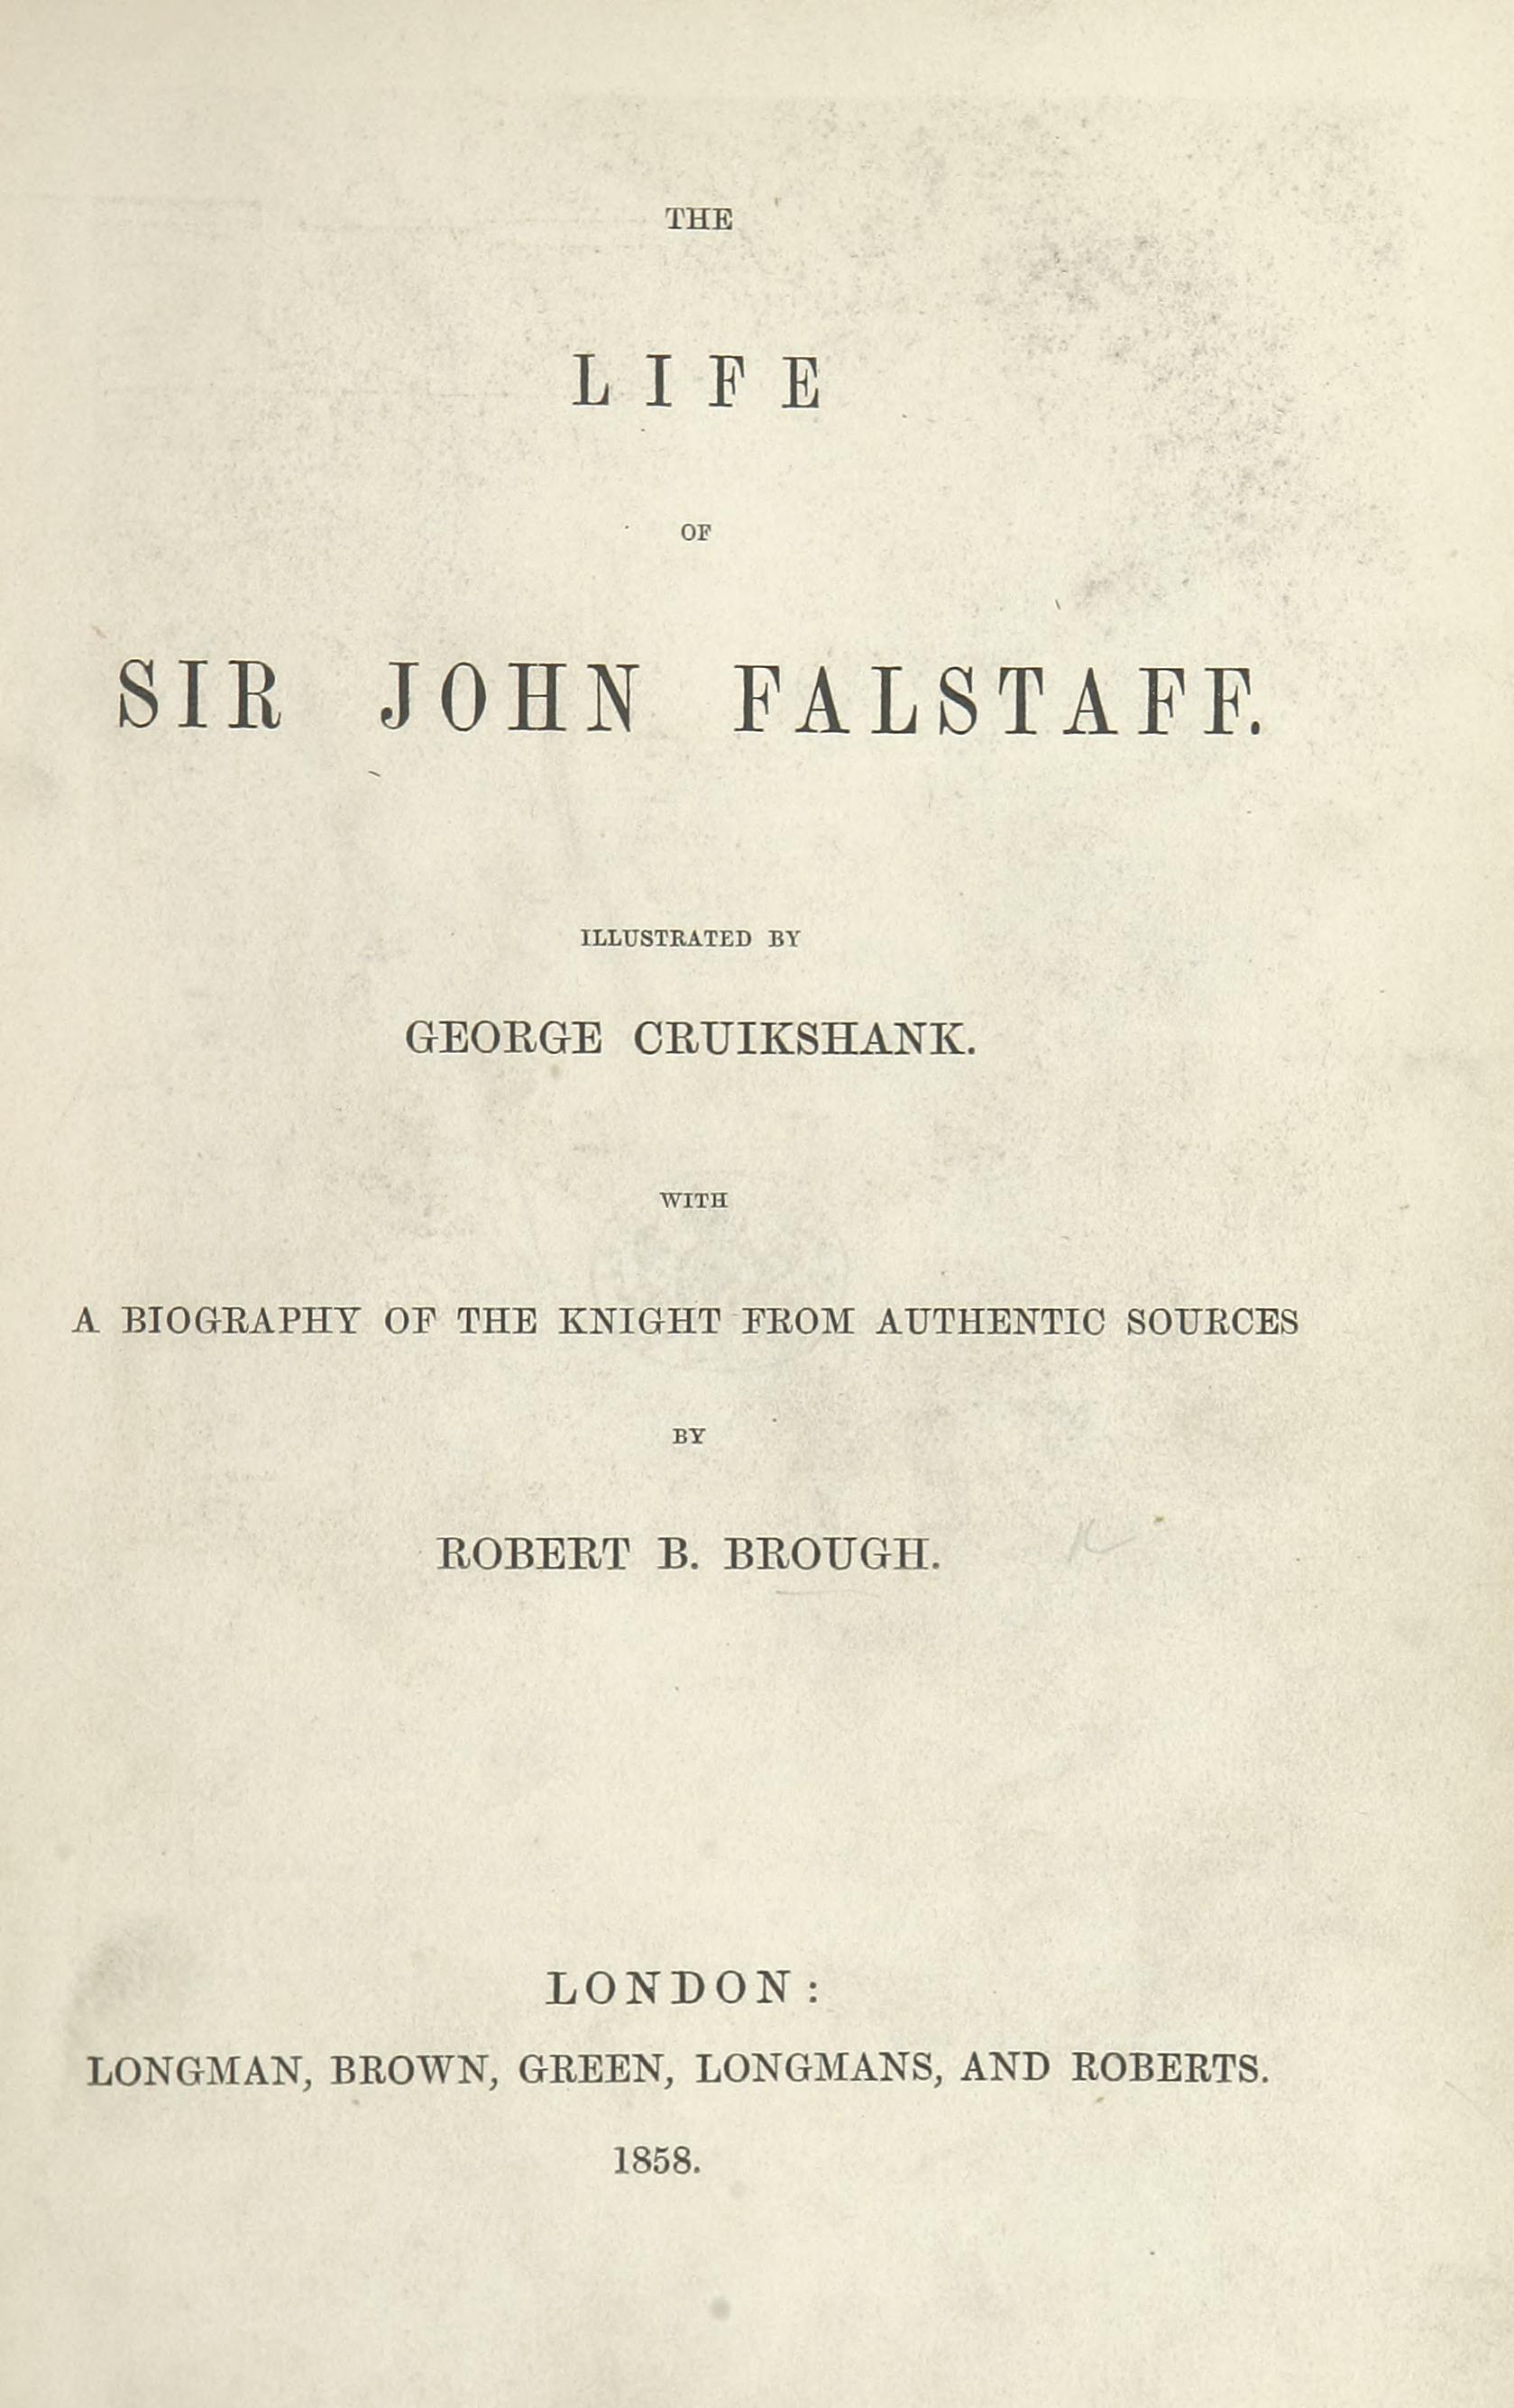 THE
LIFE
OF
SIR JOHN FALSTAFF.
ILLUSTRATED BY
GEORGE CRUIKSHANK.
WITH
A BIOGRAPHY OF THE KNIGHT FROM AUTHENTIC SOURCES
BY
ROBERT B. BROUGH.
LONDON:
LONGMAN, BROWN, GREEN, LONGMANS, AND ROBERTS.
1858.